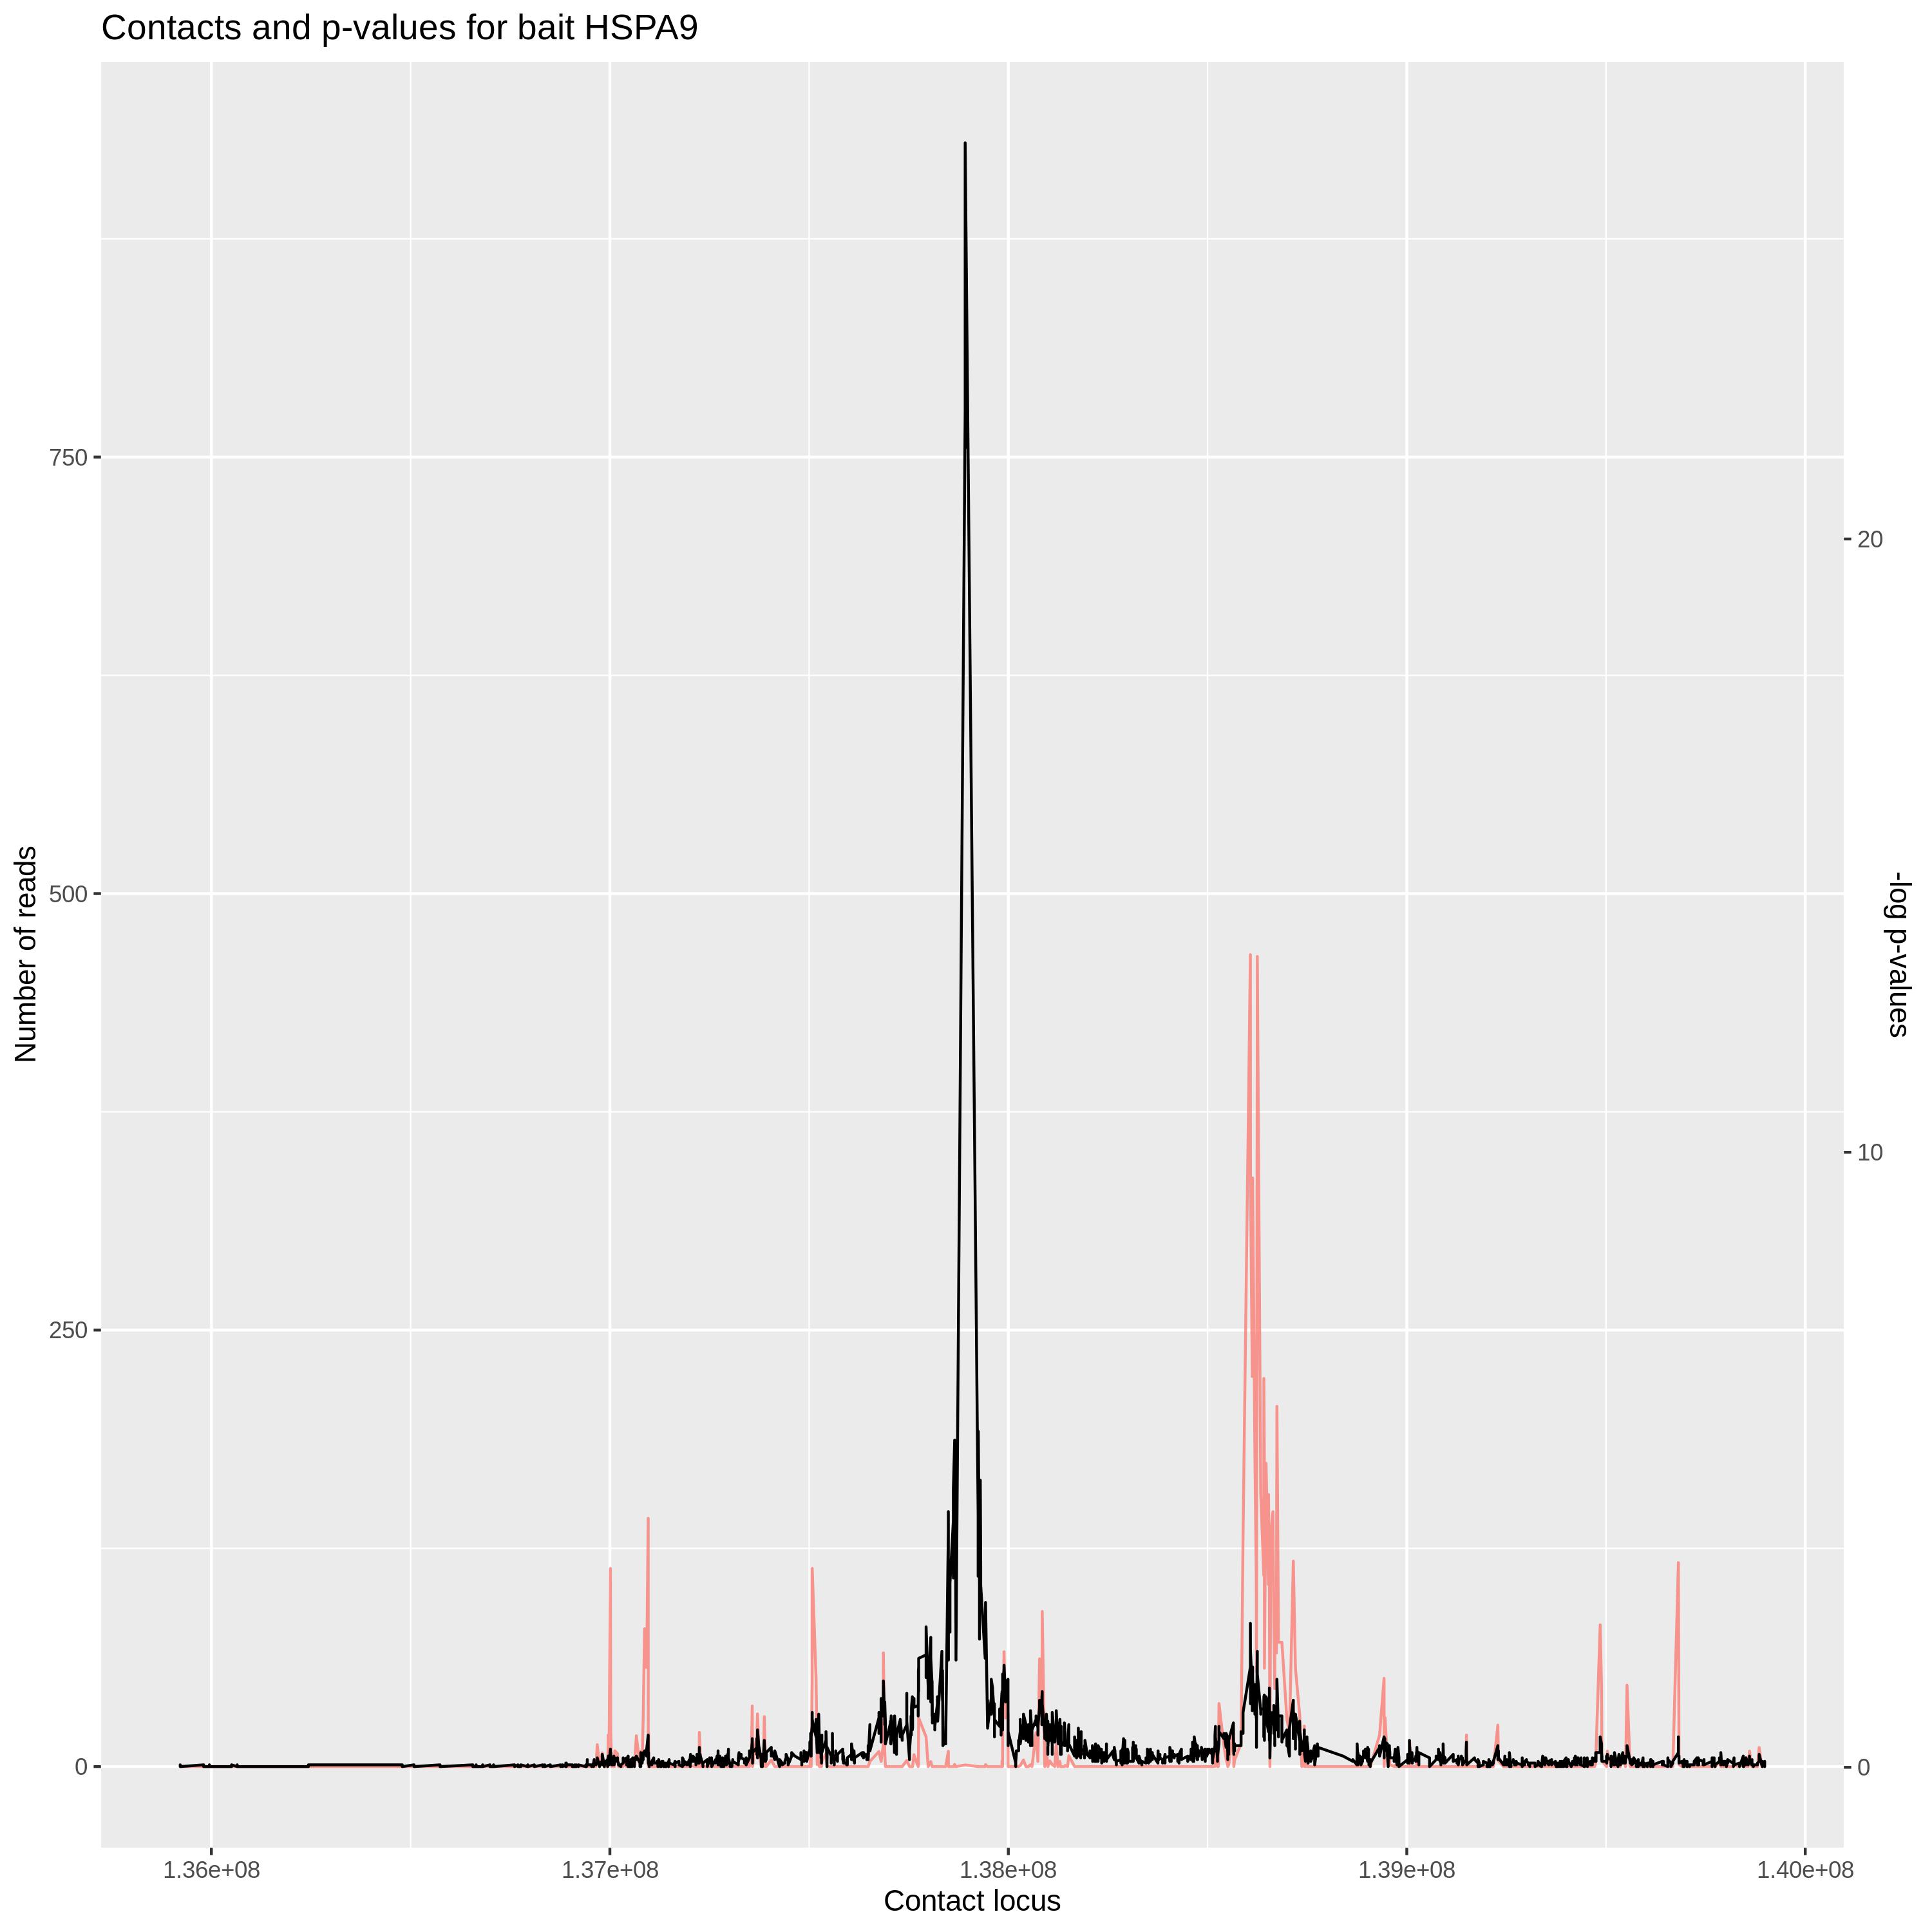 Contacts and p-values for bait HSPA9
Number of reads
750
500
250
0
-log p-values
20
10
0
1.36e+08
1.37e+08
1.38e+08
1.39e+08
1.40e+08
Contact locus